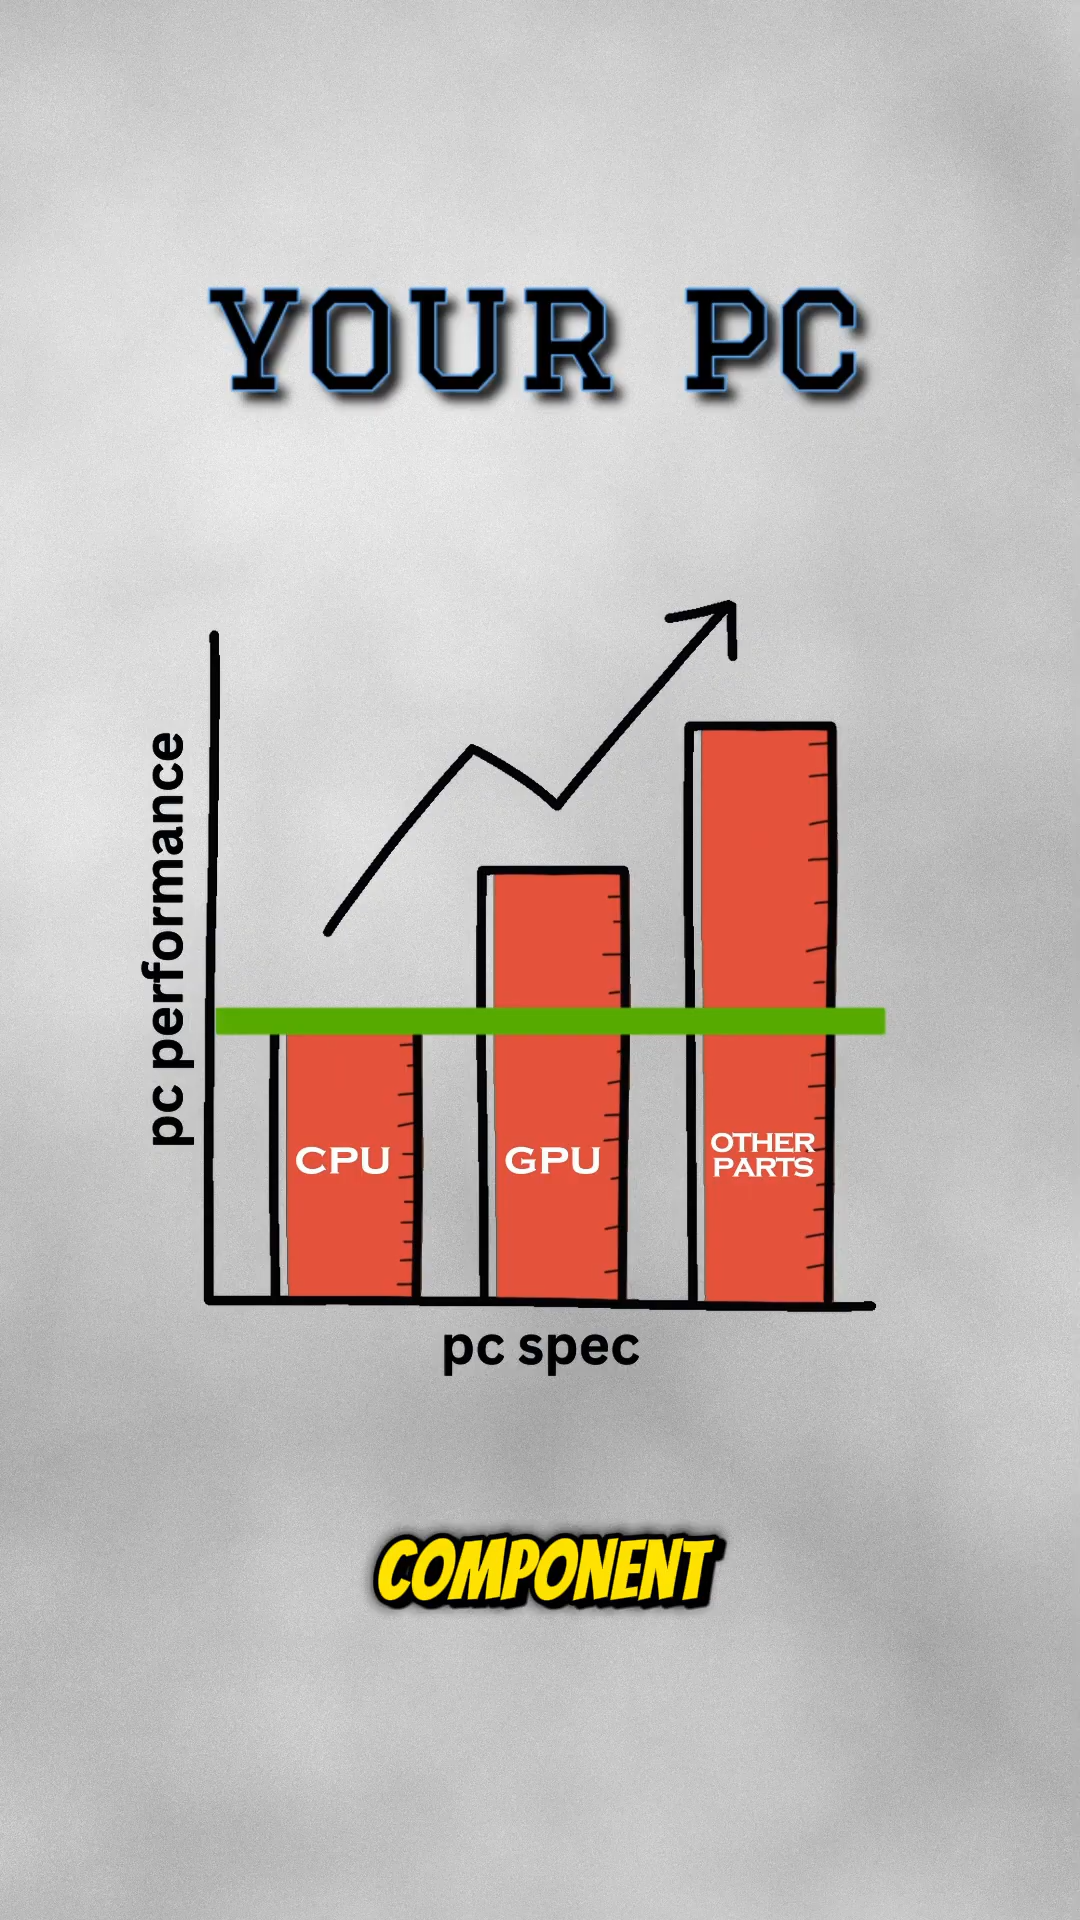 YOUR PC
pc performance
CPU
GPU
OTHER
PARTS
pc spec
COMPONENT